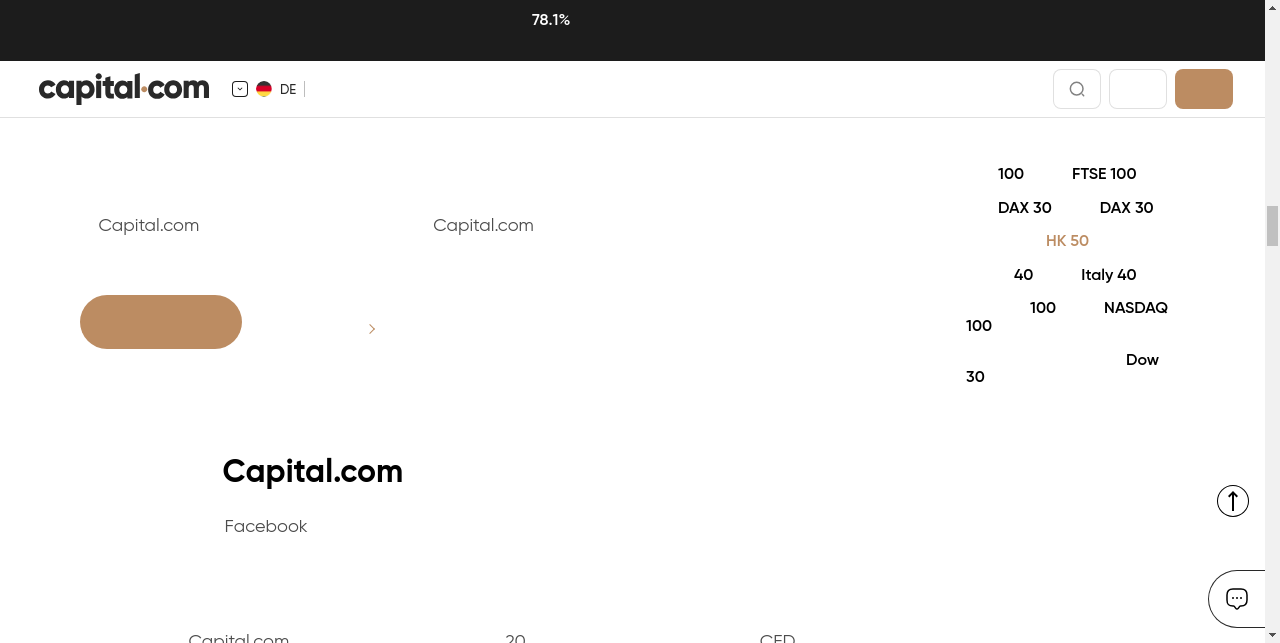 78.1%
capital.com
DE
100 FTSE 100
DAX 30 DAX 30
Capital.com Capital.com
HK 50
40 Italy 40
100 NASDAQ
100
Dow
30
Capital.com
Facebook
Capital.com 20 CFD